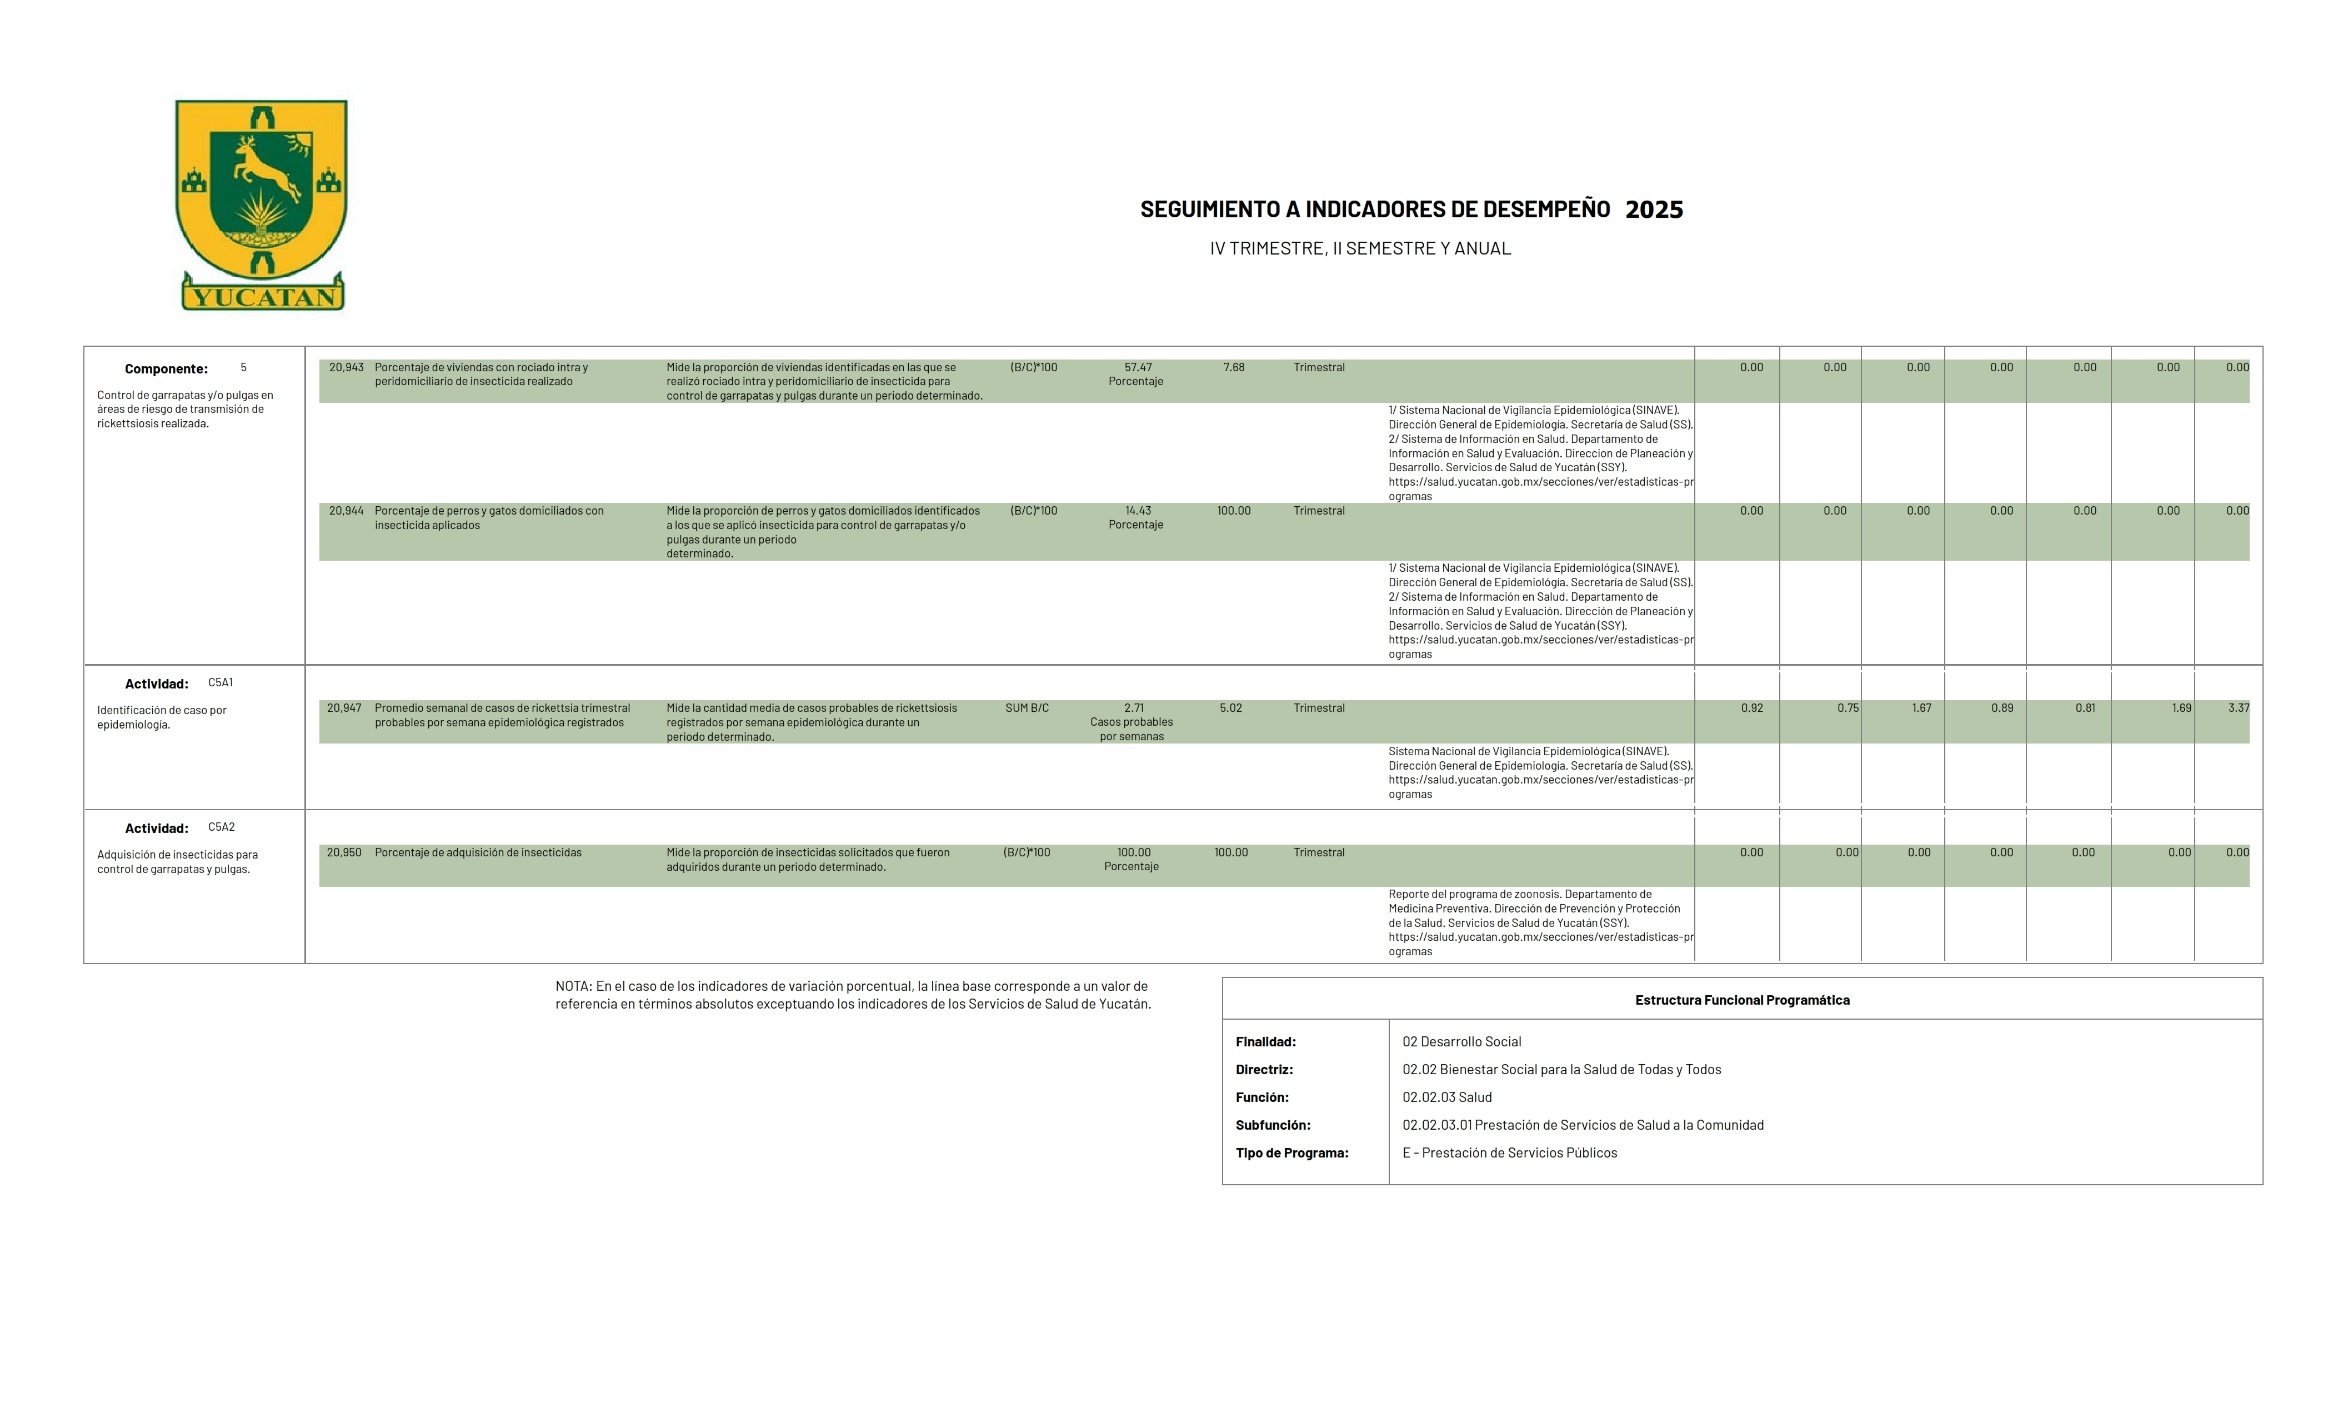 YUCATAN
SEGUIMIENTO A INDICADORES DE DESEMPEÑO 2025
IV TRIMESTRE, II SEMESTRE Y ANUAL
Componente: 5
Control de garrapatas y/o pulgas en
áreas de riesgo de transmisión de
rickettsiosis realizada.
20,943 Porcentaje de viviendas con rociado intra y
peridomiciliario de insecticida realizado
Mide la proporción de viviendas identificadas en las que se
realizó rociado intra y peridomiciliario de insecticida para
control de garrapatas y pulgas durante un periodo determinado.
(B/C)*100
57.47
Porcentaje
7.68
Trimestral
0.00 0.00 0.00 0.00 0.00 0.00 0.00
1/ Sistema Nacional de Vigilancia Epidemiológica (SINAVE).
Dirección General de Epidemiología. Secretaría de Salud (SS).
2/ Sistema de Información en Salud. Departamento de
Información en Salud y Evaluación. Direccion de Planeación y
Desarrollo. Servicios de Salud de Yucatán (SSY).
https://salud.yucatan.gob.mx/secciones/ver/estadisticas-pr
ogramas
20,944 Porcentaje de perros y gatos domiciliados con
insecticida aplicados
Mide la proporción de perros y gatos domiciliados identificados
a los que se aplicó insecticida para control de garrapatas y/o
pulgas durante un periodo
determinado.
(B/C)*100
14.43
Porcentaje
100.00
Trimestral
0.00 0.00 0.00 0.00 0.00 0.00 0.00
1/ Sistema Nacional de Vigilancia Epidemiológica (SINAVE).
Dirección General de Epidemiológía. Secretaría de Salud (SS).
2/ Sistema de Información en Salud. Departamento de
Información en Salud y Evaluación. Dirección de Planeación y
Desarrollo. Servicios de Salud de Yucatán (SSY).
https://salud.yucatan.gob.mx/secciones/ver/estadisticas-pr
ogramas
Actividad: C5A1
Identificación de caso por
epidemiología.
20,947 Promedio semanal de casos de rickettsia trimestral
probables por semana epidemiológica registrados
Mide la cantidad media de casos probables de rickettsiosis
registrados por semana epidemiológica durante un
periodo determinado.
SUM B/C
2.71
Casos probables
por semanas
5.02
Trimestral
0.92 0.75 1.67 0.89 0.81 1.69 3.37
Sistema Nacional de Vigilancia Epidemiológica (SINAVE).
Dirección General de Epidemiología. Secretaría de Salud (SS).
https://salud.yucatan.gob.mx/secciones/ver/estadisticas-pr
ogramas
Actividad: C5A2
Adquisición de insecticidas para
control de garrapatas y pulgas.
20,950 Porcentaje de adquisición de insecticidas
Mide la proporción de insecticidas solicitados que fueron
adquiridos durante un periodo determinado.
(B/C)*100
100.00
Porcentaje
100.00
Trimestral
0.00 0.00 0.00 0.00 0.00 0.00 0.00
Reporte del programa de zoonosis. Departamento de
Medicina Preventiva. Dirección de Prevención y Protección
de la Salud. Servicios de Salud de Yucatán (SSY).
https://salud.yucatan.gob.mx/secciones/ver/estadisticas-pr
ogramas
NOTA: En el caso de los indicadores de variación porcentual, la línea base corresponde a un valor de
referencia en términos absolutos exceptuando los indicadores de los Servicios de Salud de Yucatán.
Estructura Funcional Programática
Finalidad: 02 Desarrollo Social
Directriz: 02.02 Bienestar Social para la Salud de Todas y Todos
Función: 02.02.03 Salud
Subfunción: 02.02.03.01 Prestación de Servicios de Salud a la Comunidad
Tipo de Programa: E - Prestación de Servicios Públicos